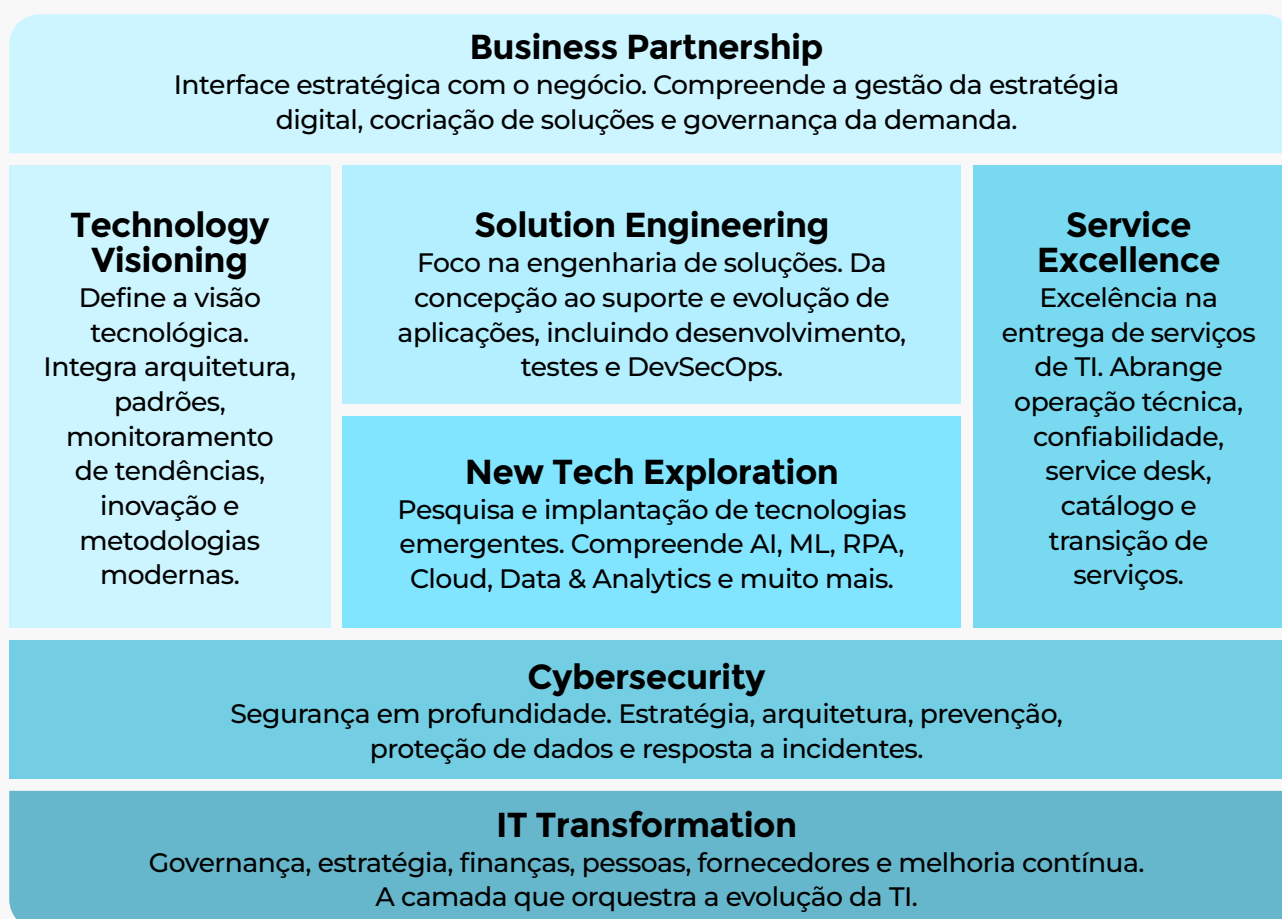 Business Partnership
Interface estratégica com o negócio. Compreende a gestão da estratégia
digital, cocriação de soluções e governança da demanda.
Technology
Visioning
Define a visão
tecnológica.
Integra arquitetura,
padrões,
monitoramento
de tendências,
inovação e
metodologias
modernas.
Solution Engineering
Foco na engenharia de soluções. Da
concepção ao suporte e evolução de
aplicações, incluindo desenvolvimento,
testes e DevSecOps.
New Tech Exploration
Pesquisa e implantação de tecnologias
emergentes. Compreende AI, ML, RPA,
Cloud, Data & Analytics e muito mais.
Service
Excellence
Excelência na
entrega de serviços
de TI. Abrange
operação técnica,
confiabilidade,
service desk,
catálogo e
transição de
serviços.
Cybersecurity
Segurança em profundidade. Estratégia, arquitetura, prevenção,
proteção de dados e resposta a incidentes.
IT Transformation
Governança, estratégia, finanças, pessoas, fornecedores e melhoria contínua.
A camada que orquestra a evolução da TI.